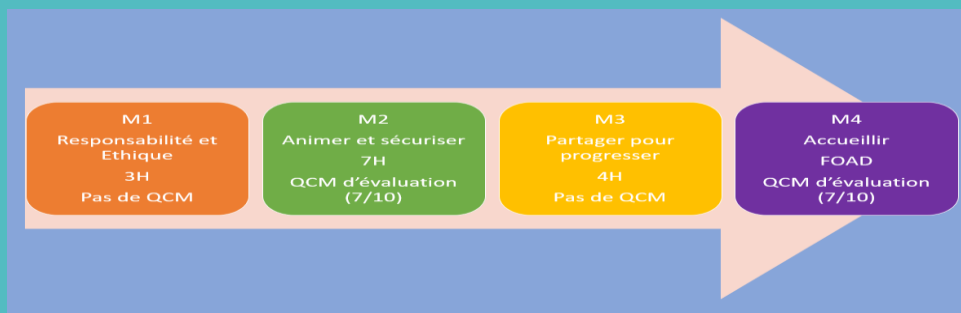 M1
Responsabilité et
Ethique
3H
Pas de QCM
M2
Animer et sécuriser
7H
QCM d'évaluation
(7/10)
M3
Partager pour
progresser
4H
Pas de QCM
M4
Accueillir
FOAD
QCM d'évaluation
(7/10)